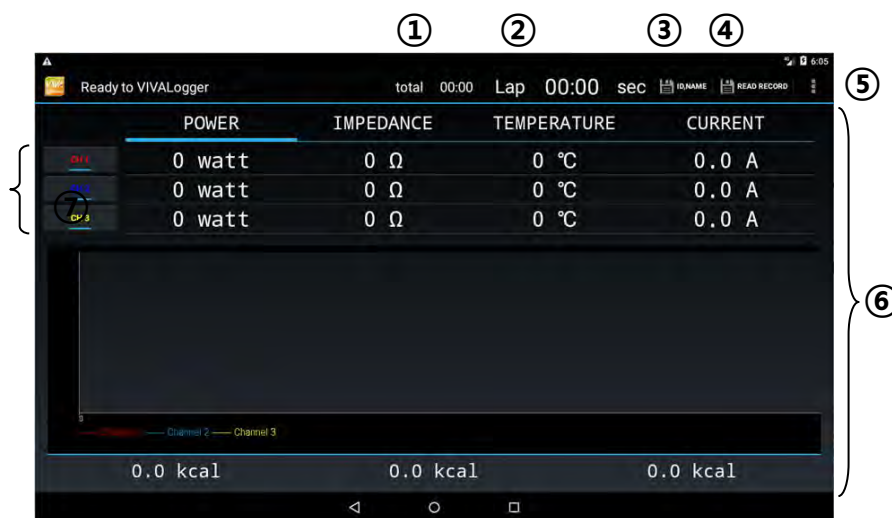 ① ② ③ ④
6:05
Ready to VIVALogger total 00:00 Lap 00:00 sec ID,NAME READ RECORD ⑤
POWER IMPEDANCE TEMPERATURE CURRENT
0 watt 0 Ω 0 ℃ 0.0 A
0 watt 0 Ω 0 ℃ 0.0 A
⑦
CH 3 0 watt 0 Ω 0 ℃ 0.0 A
⑥
Channel 2 Channel 3
0.0 kcal 0.0 kcal 0.0 kcal